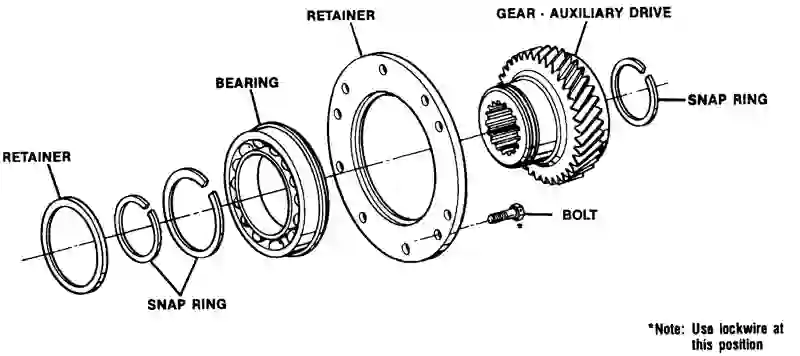 RETAINER
GEAR - AUXILIARY DRIVE
BEARING
SNAP RING
RETAINER
BOLT
SNAP RING
*
*Note: Use lockwire at
this position